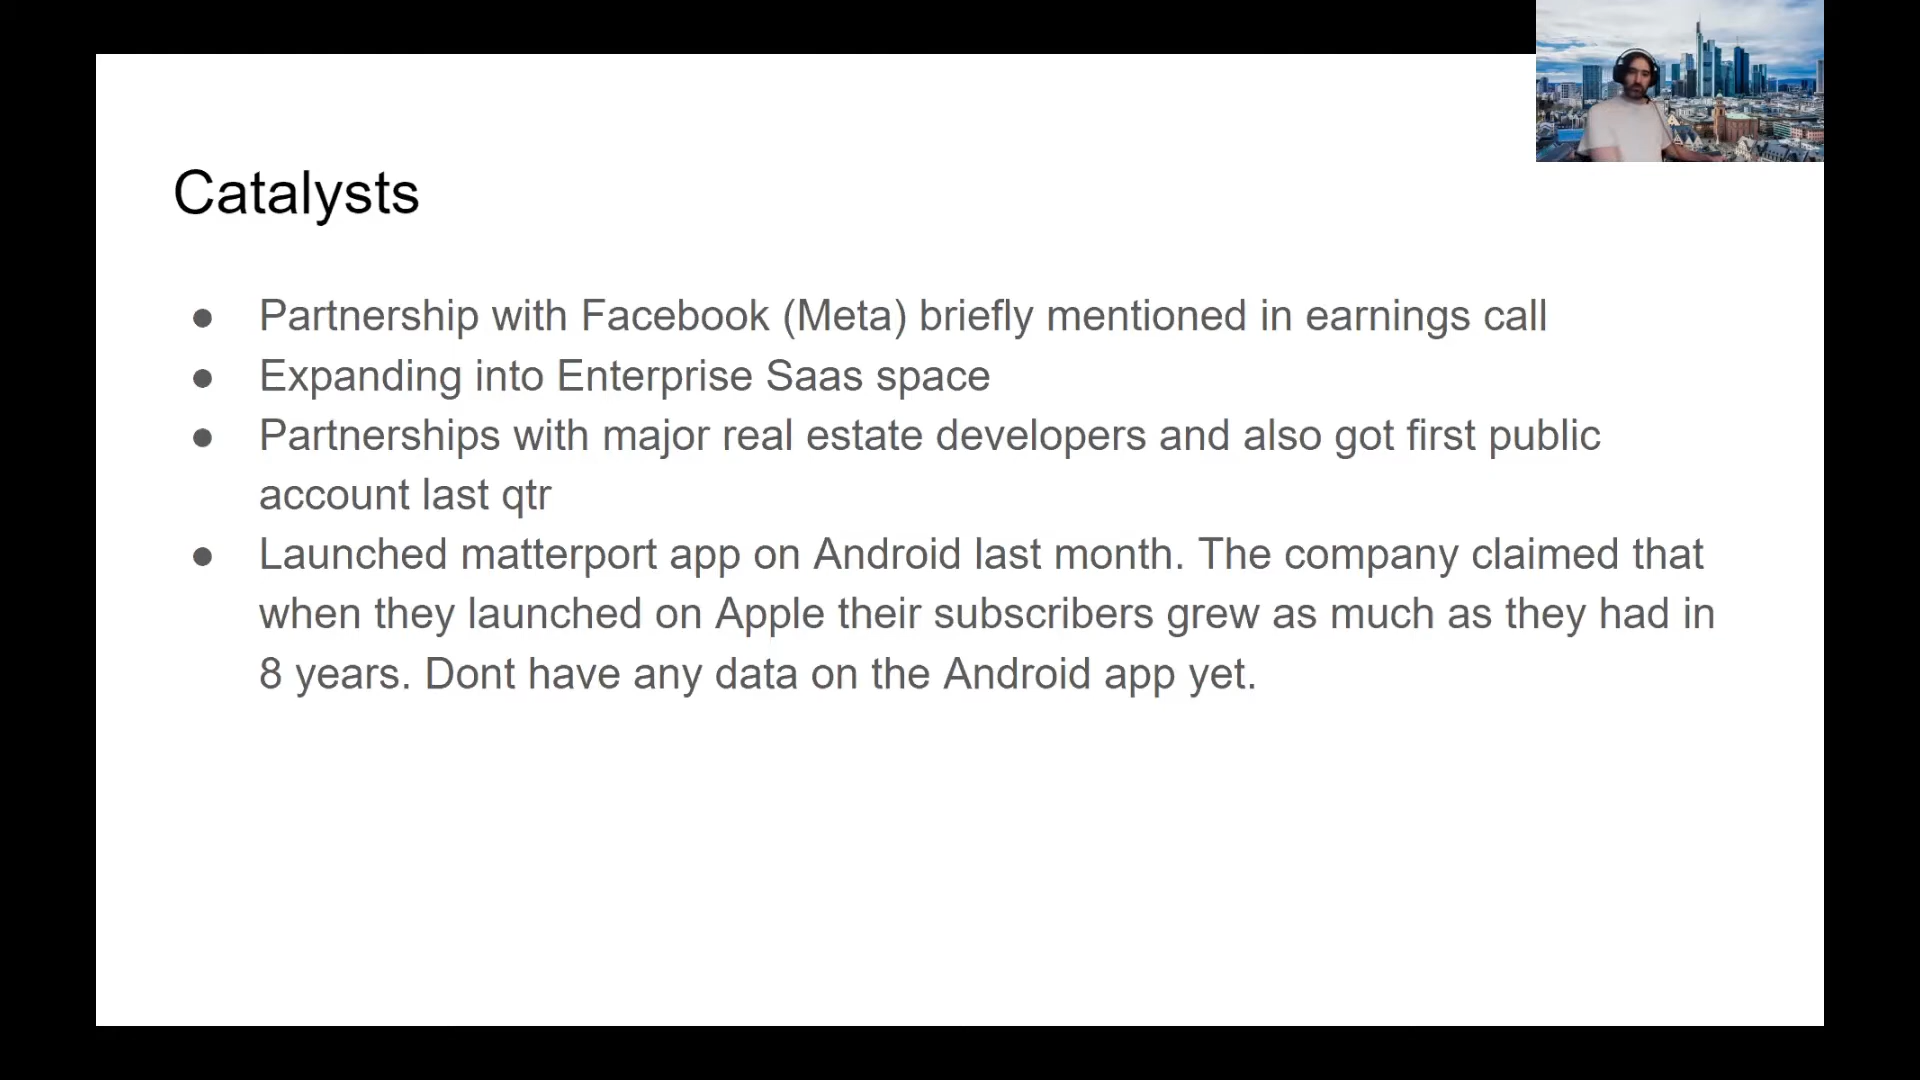 Catalysts
● Partnership with Facebook (Meta) briefly mentioned in earnings call
● Expanding into Enterprise Saas space
● Partnerships with major real estate developers and also got first public
account last qtr
● Launched matterport app on Android last month. The company claimed that
when they launched on Apple their subscribers grew as much as they had in
8 years. Dont have any data on the Android app yet.